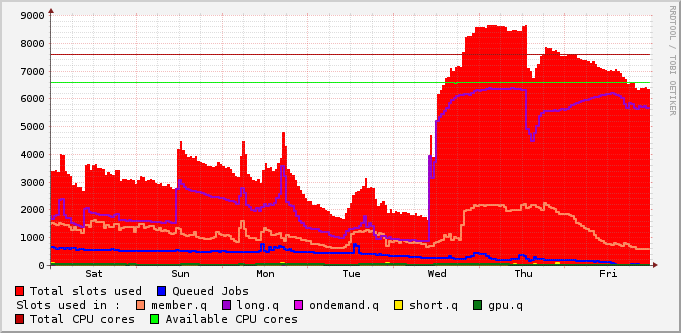 9000
8000
7000
6000
5000
4000
3000
2000
1000
0
Sat Sun Mon Tue Wed Thu Fri
RRDTOOL / TOBI OETIKER
Total slots used Queued Jobs
Slots used in : member.q long.q ondemand.q short.q gpu.q
Total CPU cores Available CPU cores